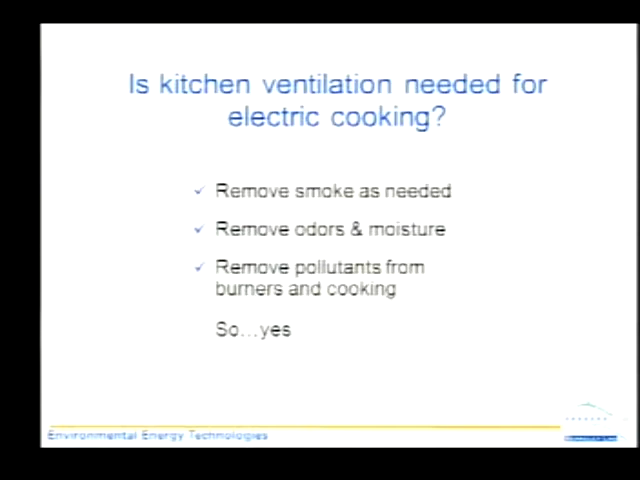 Is kitchen ventilation needed for
electric cooking?
✓ Remove smoke as needed
✓ Remove odors & moisture
✓ Remove pollutants from
burners and cooking
So...yes
Environmental Energy Technologies